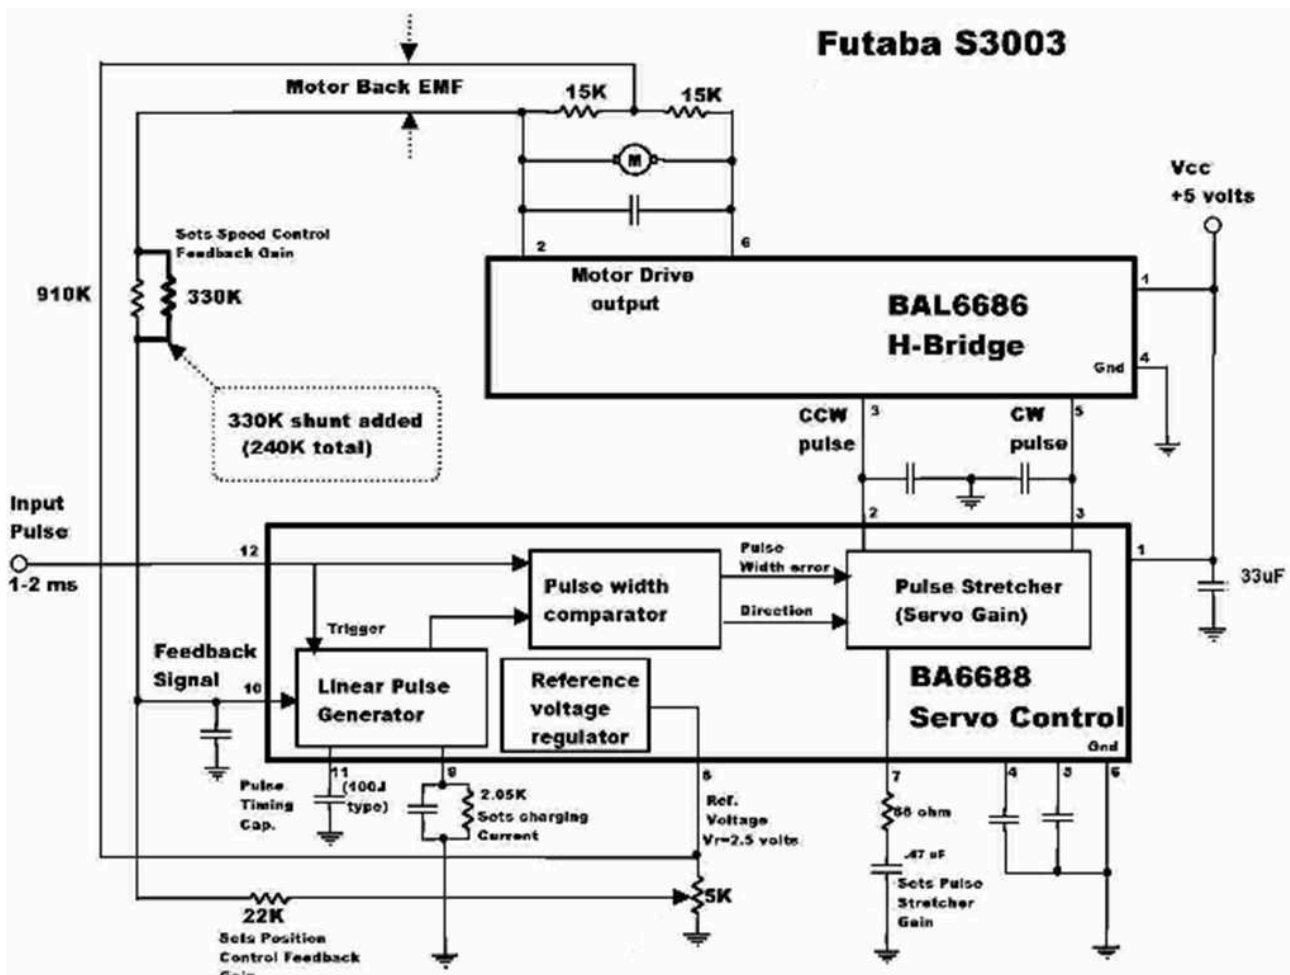 Futaba S3003
Motor Back EMF
15K
15K
M
Vcc
+5 volts
Sets Speed Control
Feedback Gain
2
6
910K
330K
Motor Drive
output
BAL6686
H-Bridge
1
Gnd
4
330K shunt added
(240K total)
CCW
pulse
3
CW
pulse
5
Input
Pulse
1-2 ms
12
2
3
1
33uF
Pulse
Width error
Direction
Pulse width
comparator
Pulse Stretcher
(Servo Gain)
Trigger
Feedback
Signal
10
Linear Pulse
Generator
Reference
voltage
regulator
BA6688
Servo Control
Gnd
11
9
7
4
Pulse
Timing
Cap.
type)
2.05K
Sets charging
Current
Ref.
Voltage
Vr=2.5 volts
ohm
.47 uF
Sets Pulse
Stretcher
Gain
5K
22K
Sets Position
Control Feedback